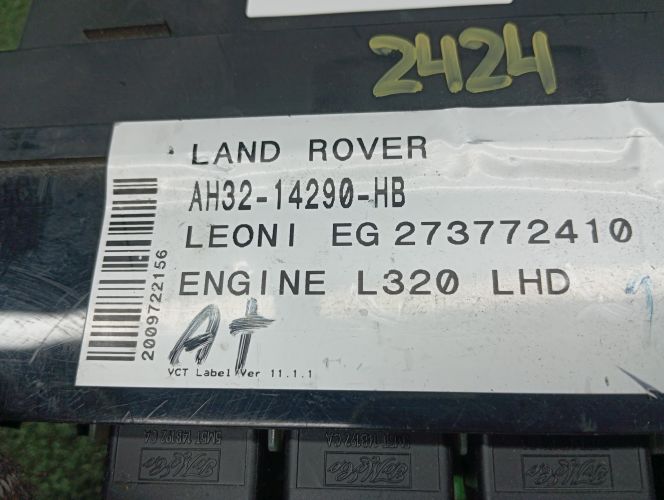 2424
LAND ROVER
AH32-14290-HB
LEONI EG 273772410
ENGINE L320 LHD
2009722156
A+
VCT Label Ver 11.1.1